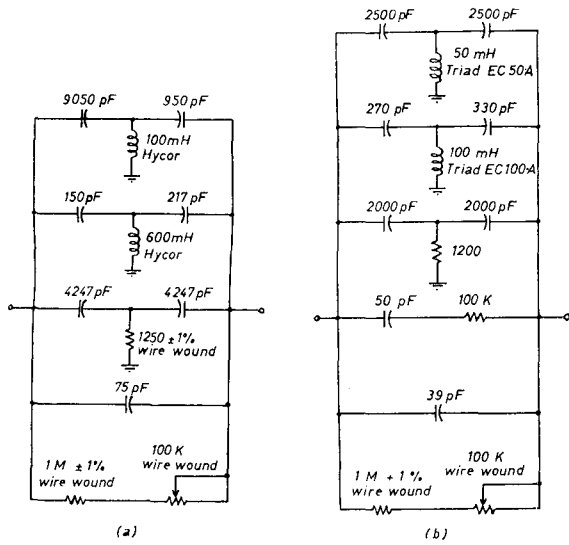 9050 pF 950 pF
100mH
Hycor
150pF 217 pF
600mH
Hycor
4247pF 4247 pF
1250 ± 1%
wire wound
75 pF
1 M ± 1%
wire wound
100 K
wire wound
(a)
2500 pF 2500 pF
50 mH
Triad EC50A
270 pF 330 pF
100 mH
Triad EC100-A
2000 pF 2000 pF
1200
50 pF 100 K
39 pF
1 M + 1%
wire wound
100 K
wire wound
(b)